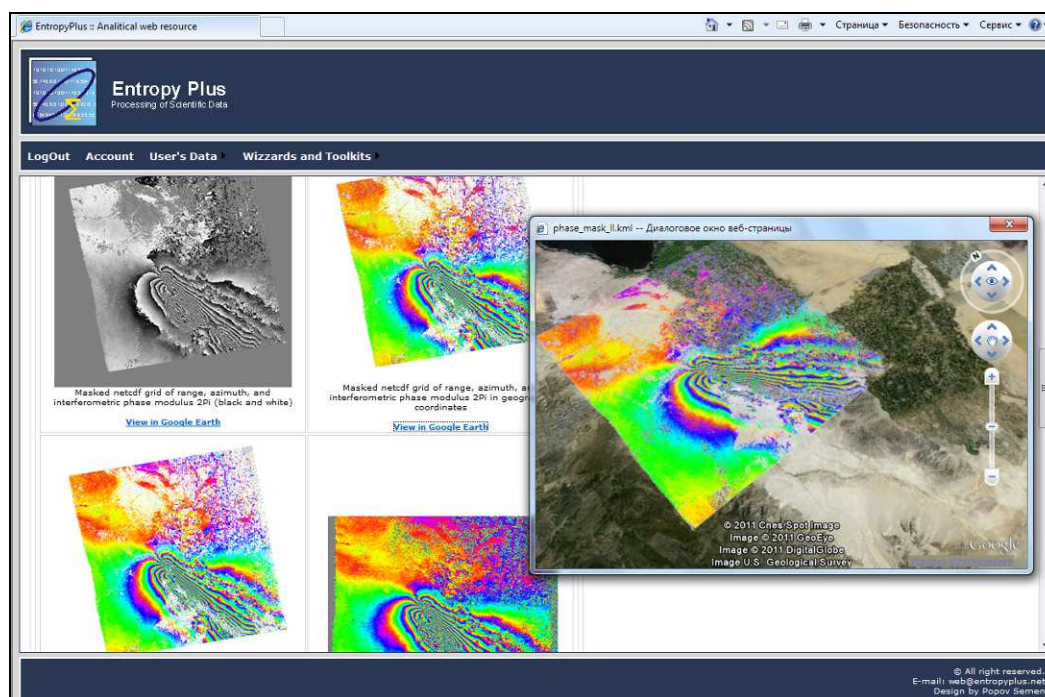 EntropyPlus :: Analitical web resource
Страница Безопасность Сервис
Entropy Plus
Processing of Scientific Data
LogOut Account User's Data Wizzards and Toolkits
Masked netcdf grid of range, azimuth, and
interferometric phase modulus 2Pi (black and white)
View in Google Earth
Masked netcdf grid of range, azimuth,
interferometric phase modulus 2Pi in
coordinates
View in Google Earth
phase_mask_ll.kml -- Диалоговое окно веб-страницы
N
© 2011 Cnes/Spot Image
Image © 2011 GeoEye
Image © 2011 DigitalGlobe
Image U.S. Geological Survey
Google
© All right reserved.
E-mail: web@entropyplus.net
Design by Popov Semen